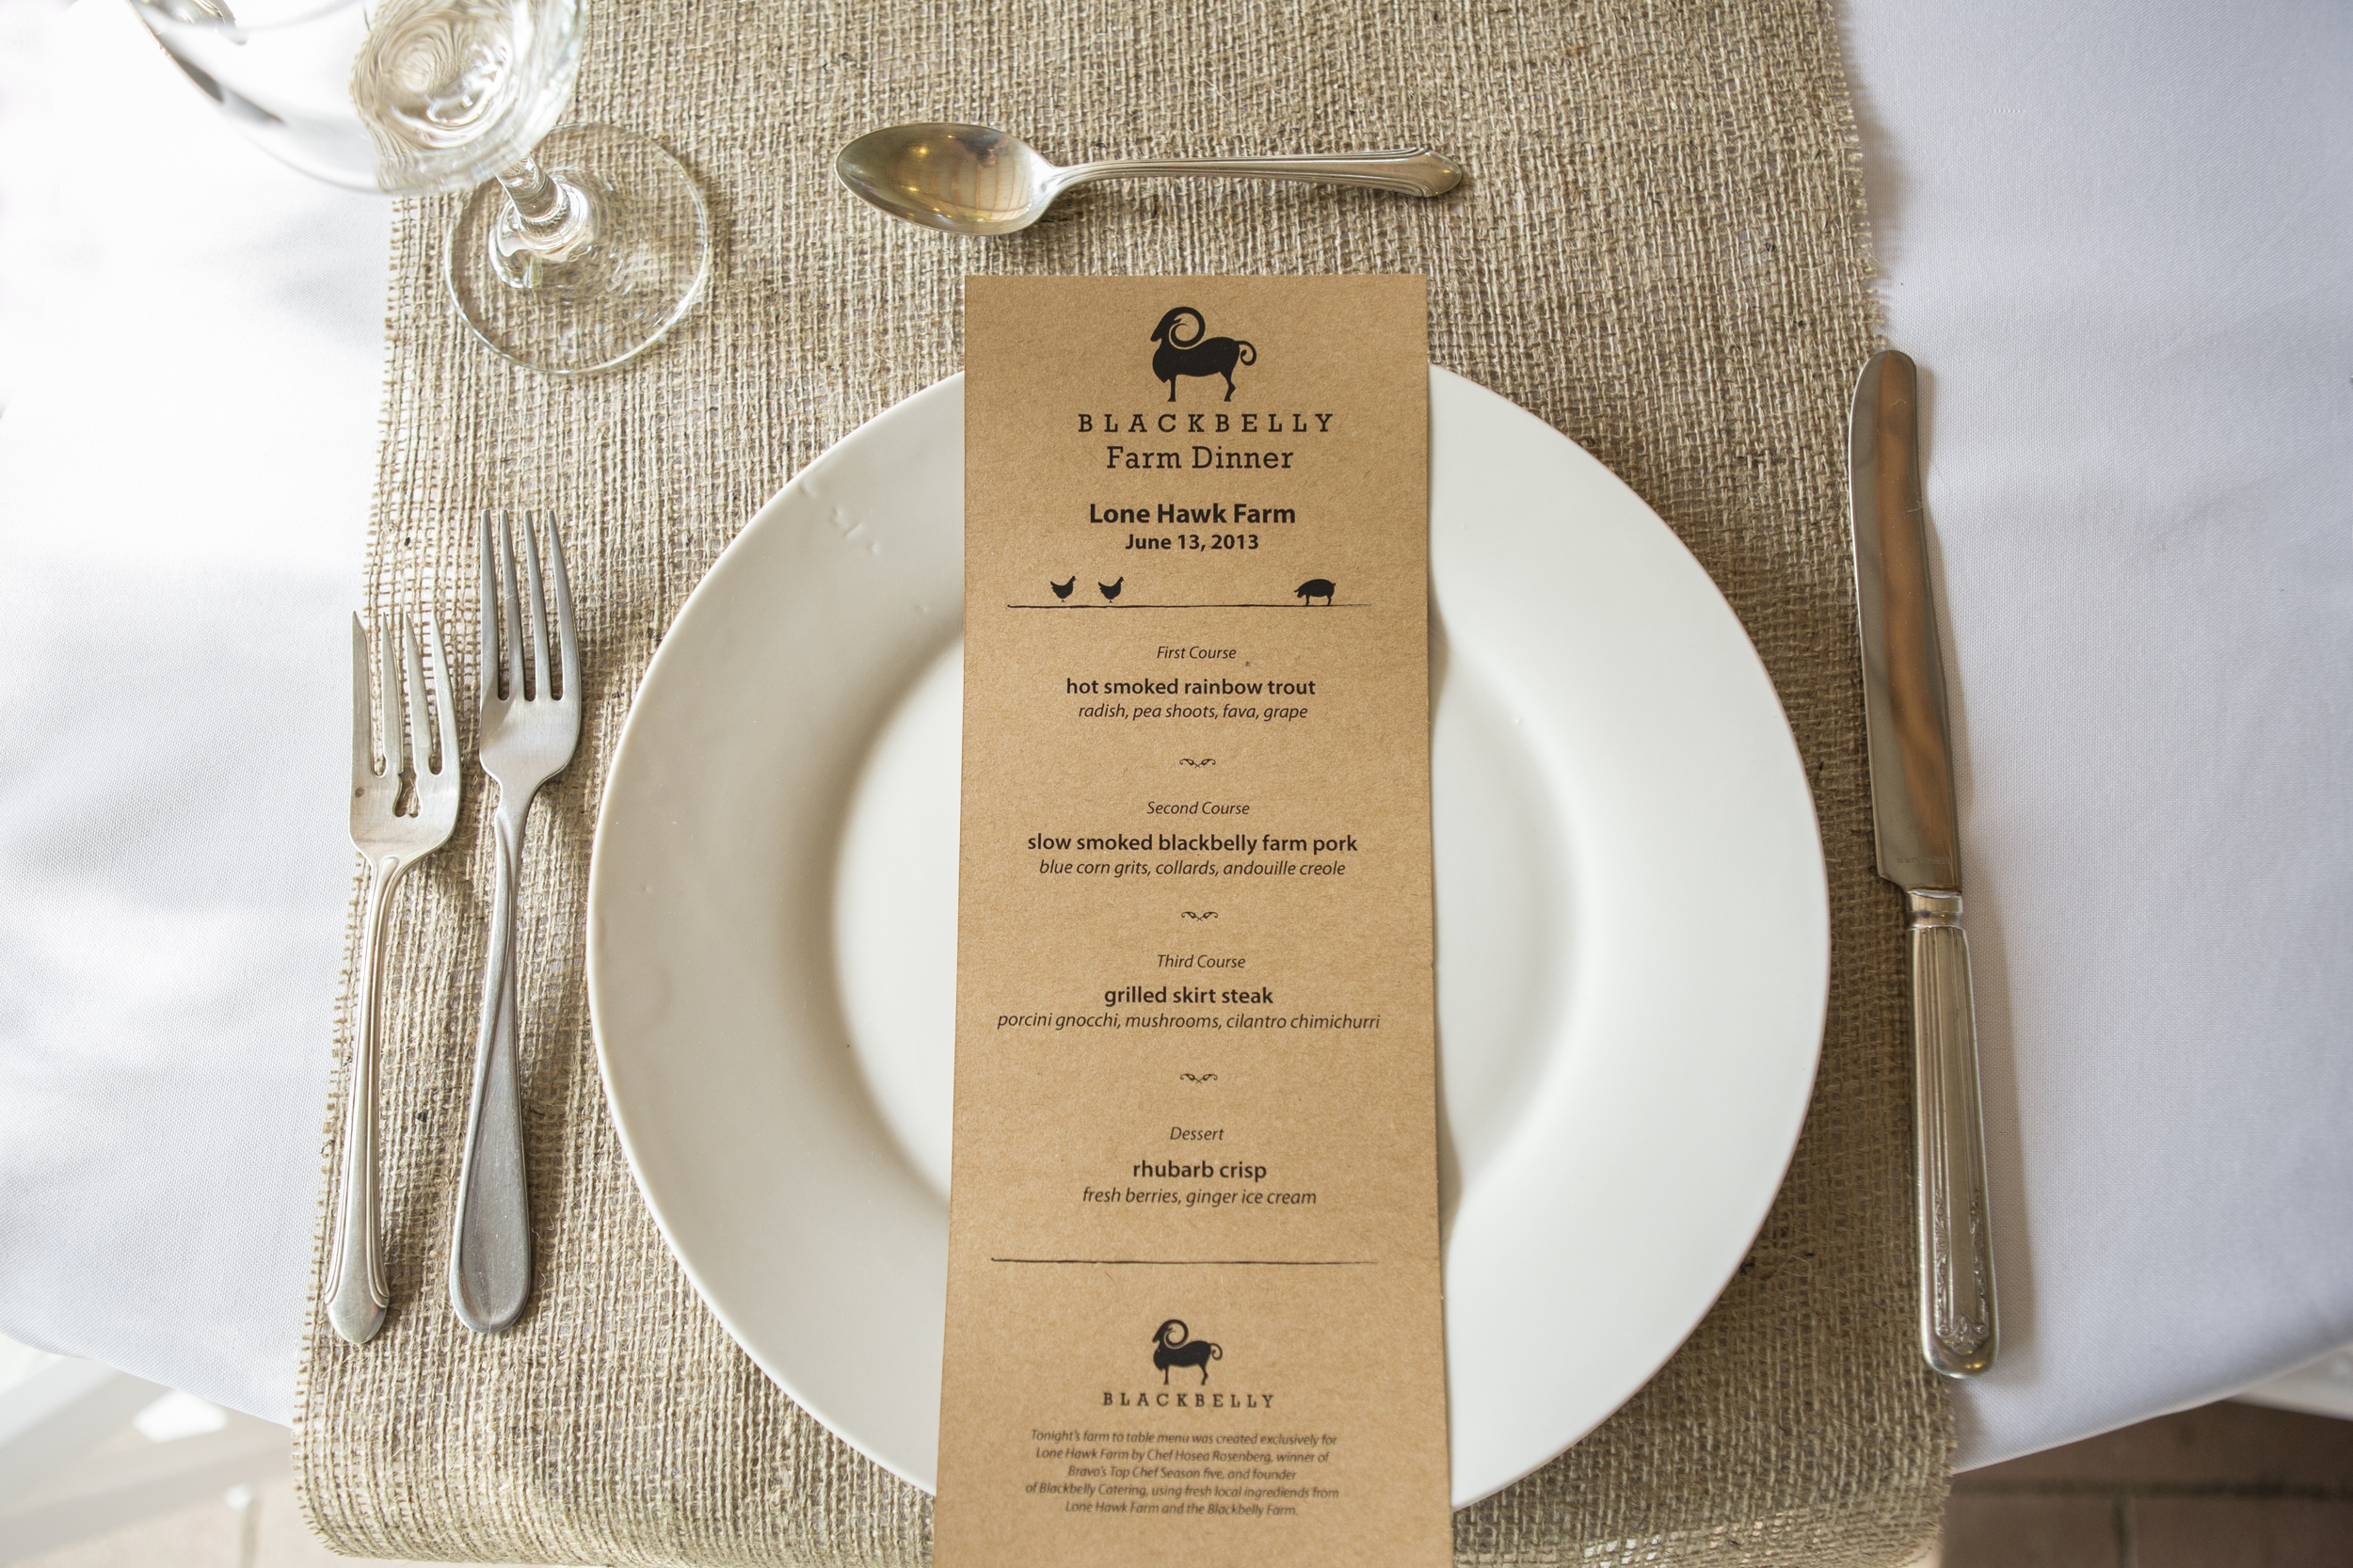 BLACKBELLY
Farm Dinner
Lone Hawk Farm
June 13, 2013
First Course
hot smoked rainbow trout
radish, pea shoots, fava, grape
Second Course
slow smoked blackbelly farm pork
blue corn grits, collards, andouille creole
Third Course
grilled skirt steak
porcini gnocchi, mushrooms, cilantro chimichurri
Dessert
rhubarb crisp
fresh berries, ginger ice cream
BLACKBELLY
Tonight's farm to table menu was created exclusively for
Lone Hawk Farm by Chef Hosea Rosenberg, winner of
Bravo's Top Chef Season five, and founder
of Blackbelly Catering, using fresh local ingrediends from
Lone Hawk Farm and the Blackbelly Farm.